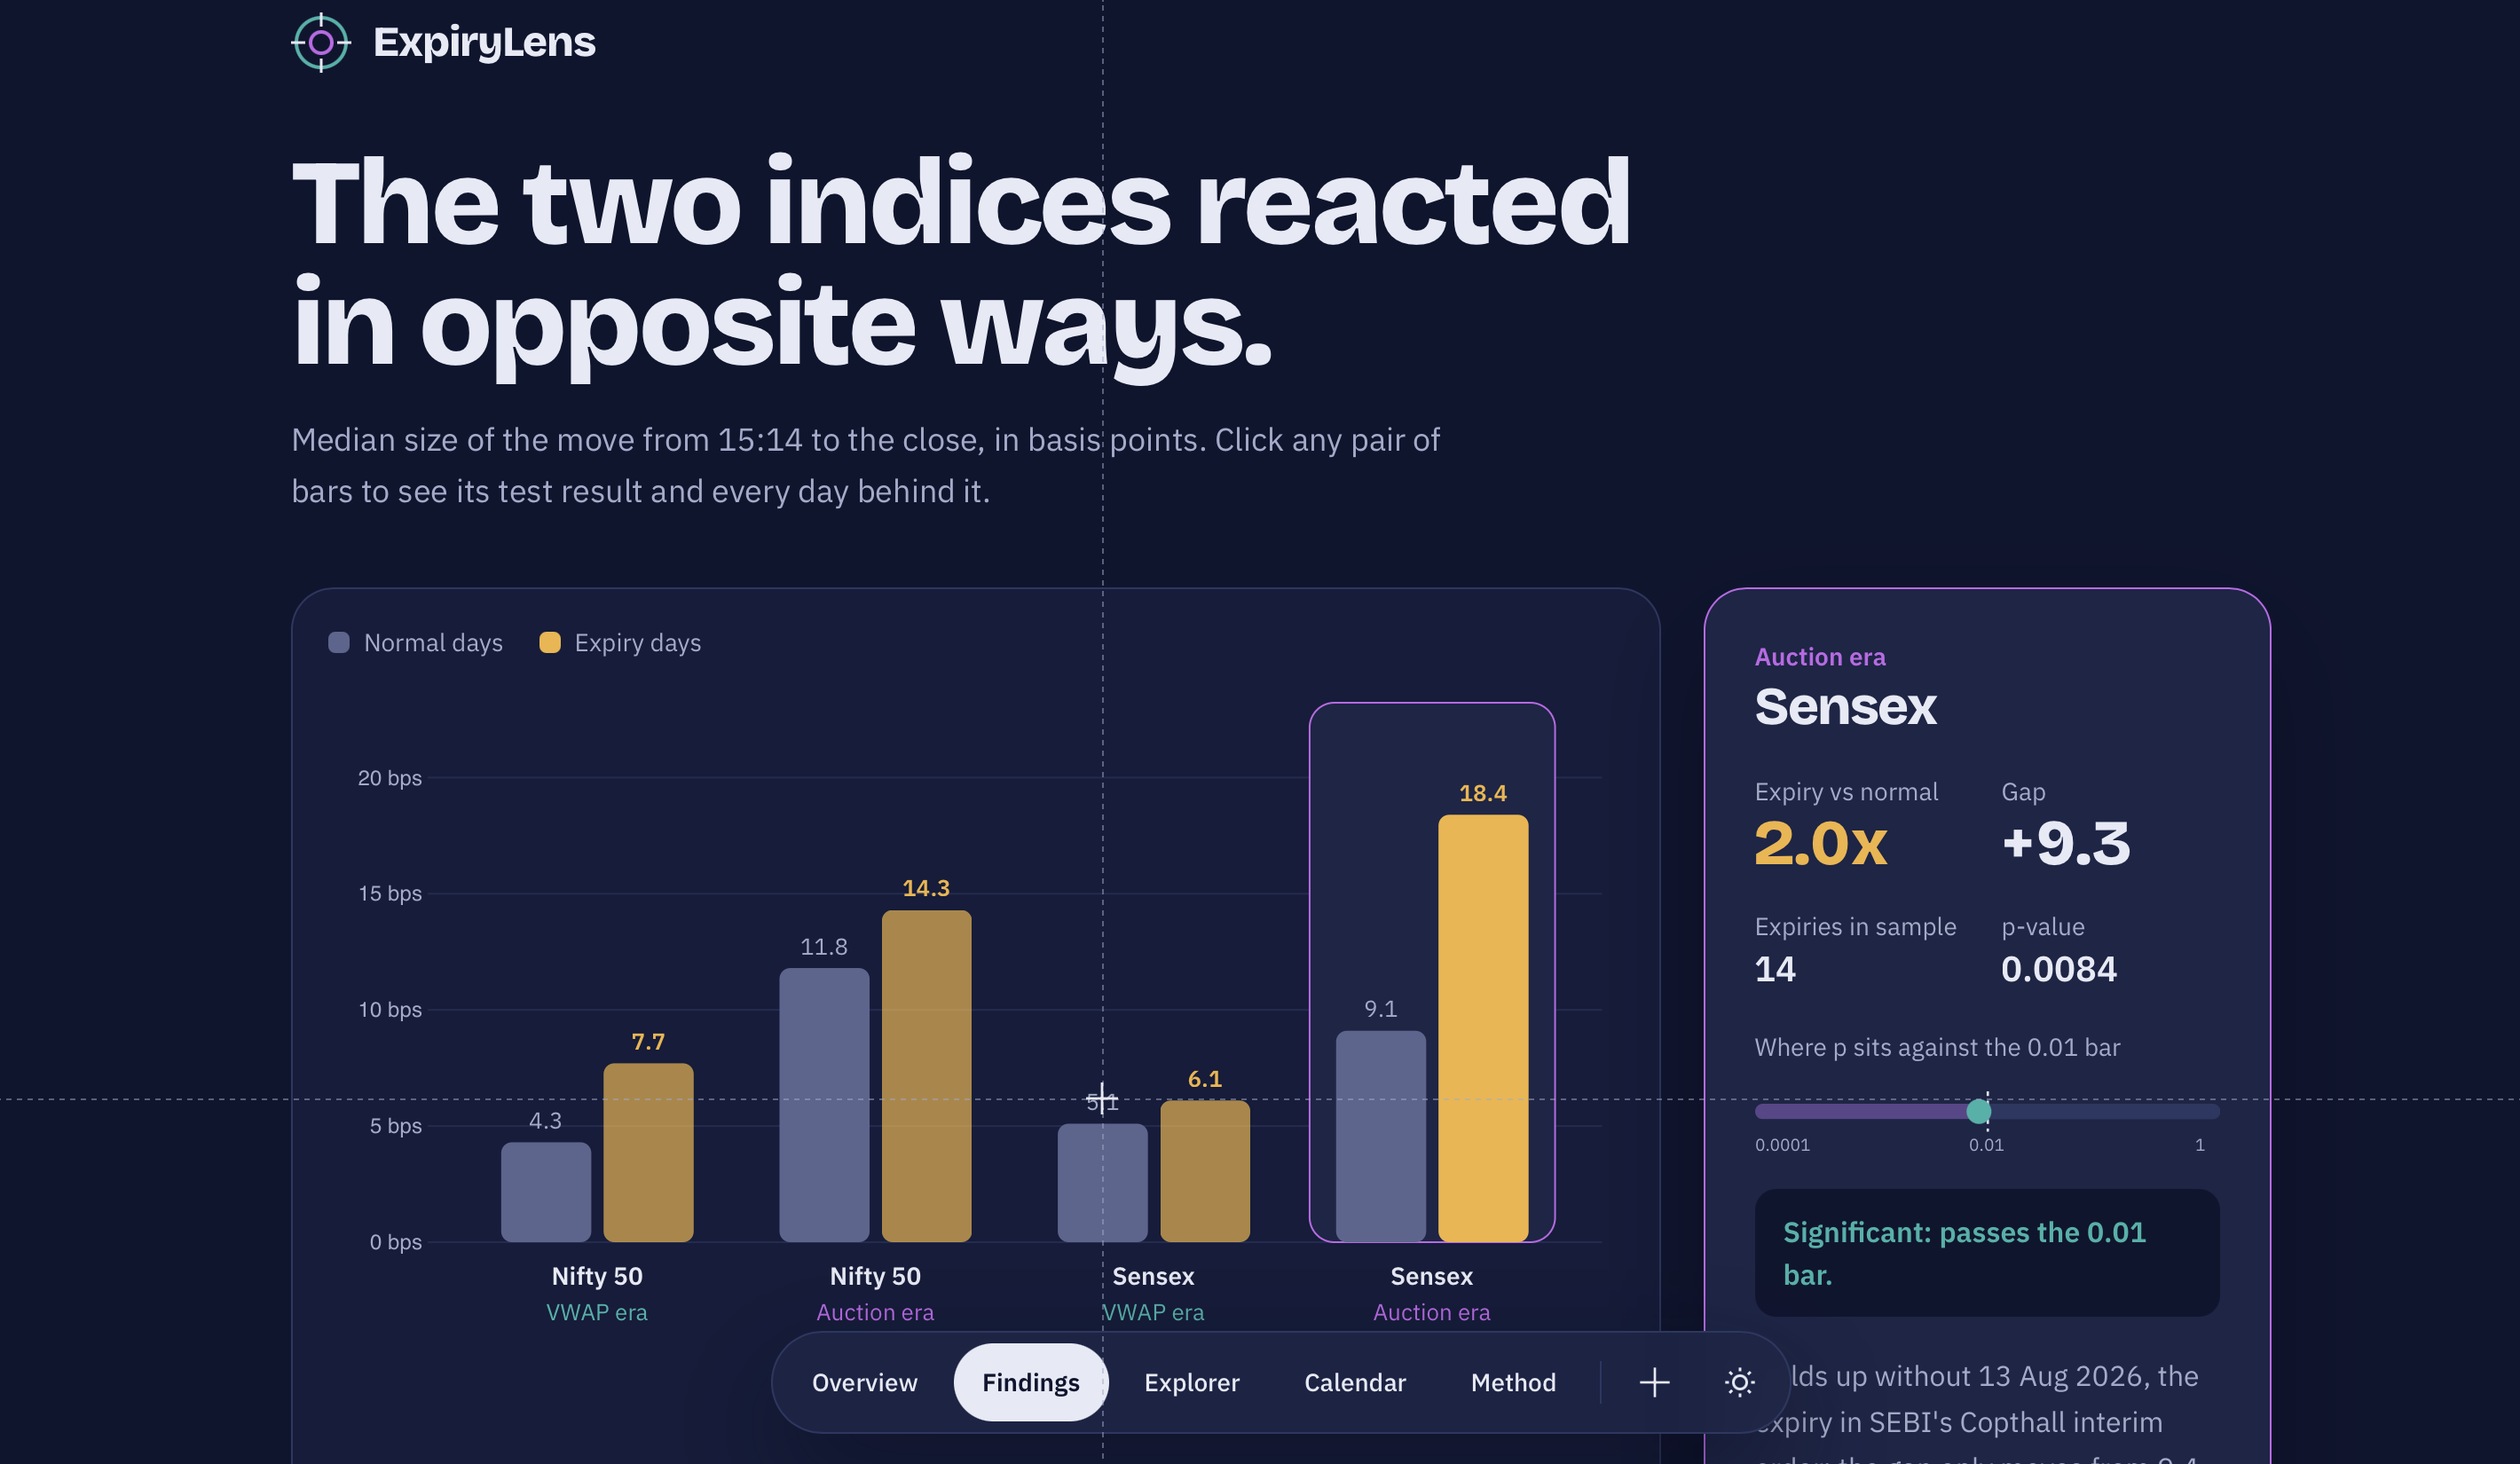 ExpiryLens
The two indices reacted
in opposite ways.
Median size of the move from 15:14 to the close, in basis points. Click any pair of
bars to see its test result and every day behind it.
Normal days
Expiry days
20 bps
15 bps
10 bps
5 bps
0 bps
4.3
7.7
11.8
14.3
5.1
6.1
9.1
18.4
Nifty 50
VWAP era
Nifty 50
Auction era
Sensex
VWAP era
Sensex
Auction era
Auction era
Sensex
Expiry vs normal
2.0x
Gap
+9.3
Expiries in sample
14
p-value
0.0084
Where p sits against the 0.01 bar
0.0001
0.01
1
Significant: passes the 0.01
bar.
up without 13 Aug 2026, the
expiry in SEBI's Copthall interim
Overview
Findings
Explorer
Calendar
Method